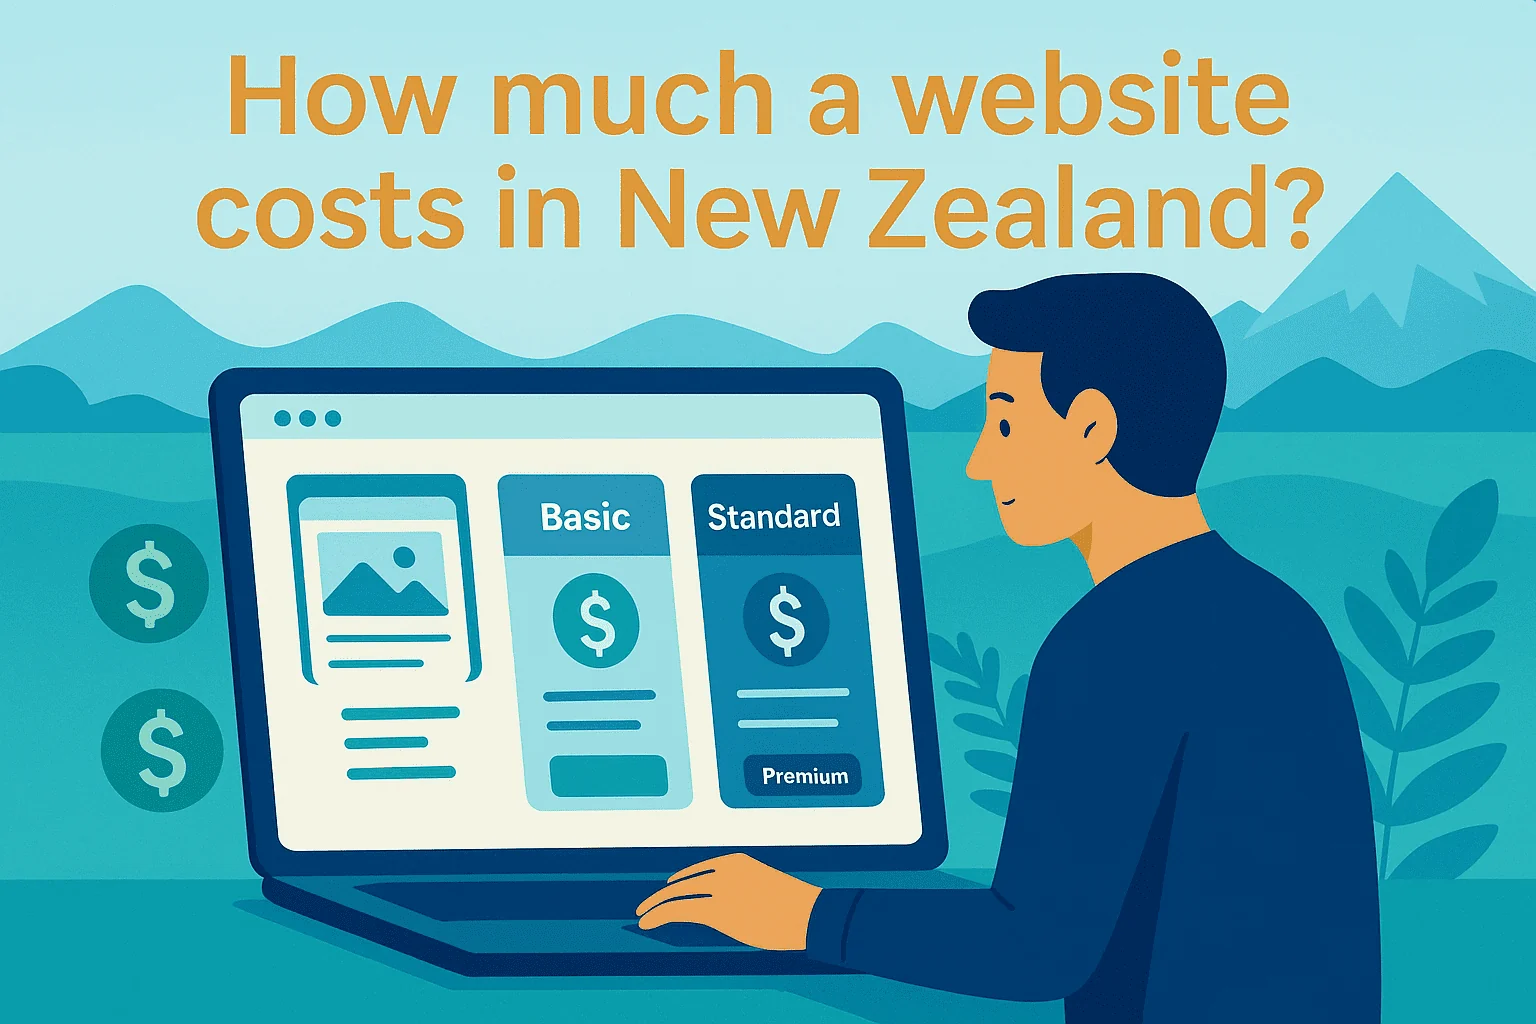 How much a website
costs in New Zealand?
Basic
Standard
$
$
$
$
Premium